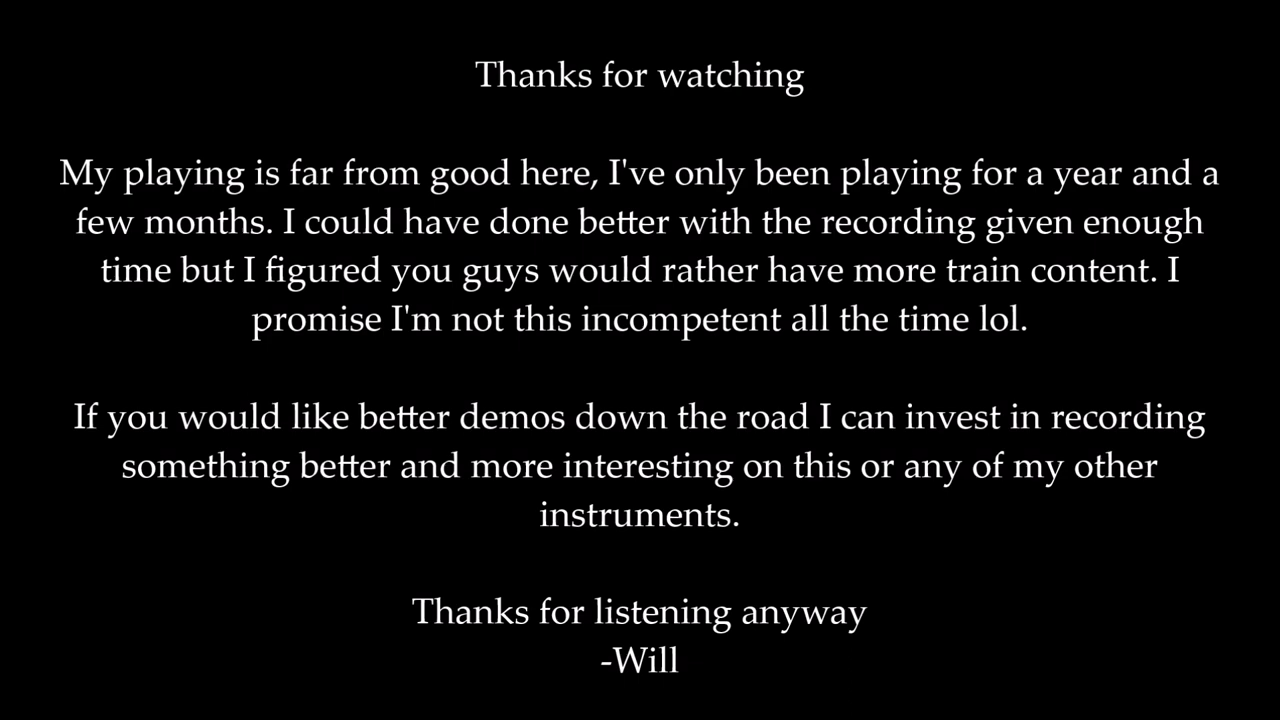 Thanks for watching
My playing is far from good here, I've only been playing for a year and a
few months. I could have done better with the recording given enough
time but I figured you guys would rather have more train content. I
promise I'm not this incompetent all the time lol.
If you would like better demos down the road I can invest in recording
something better and more interesting on this or any of my other
instruments.
Thanks for listening anyway
-Will